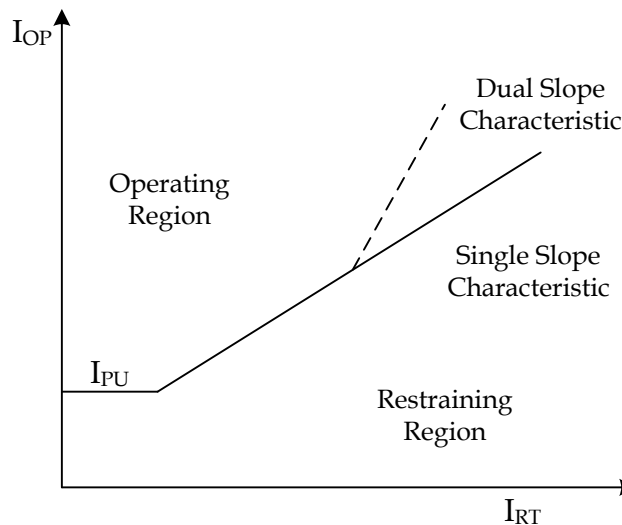 IOP
Dual Slope
Characteristic
Operating
Region
Single Slope
Characteristic
IPU
Restraining
Region
IRT